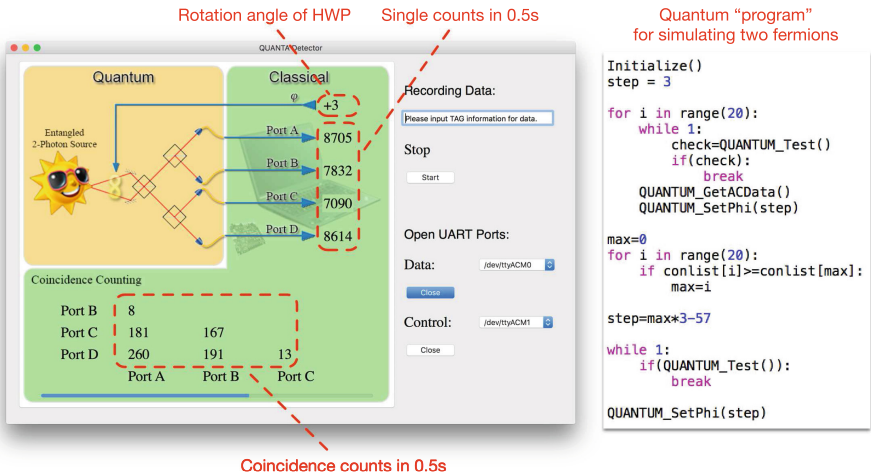 Rotation angle of HWP
Single counts in 0.5s
QUANTA Detector
Quantum
Classical
φ
+3
Entangled
2-Photon Source
Port A
8705
Port B
7832
Port C
7090
Port D
8614
Coincidence Counting
Port B 8
Port C 181 167
Port D 260 191 13
Port A Port B Port C
Recording Data:
Please input TAG information for data.
Stop
Start
Open UART Ports:
Data: /dev/ttyACM0
Close
Control: /dev/ttyACM1
Close
Coincidence counts in 0.5s
Quantum “program”
for simulating two fermions
Initialize()
step = 3
for i in range(20):
    while 1:
        check=QUANTUM_Test()
        if(check):
            break
    QUANTUM_GetACData()
    QUANTUM_SetPhi(step)
max=0
for i in range(20):
    if conlist[i]>=conlist[max]:
        max=i
step=max*3-57
while 1:
    if(QUANTUM_Test()):
        break
QUANTUM_SetPhi(step)